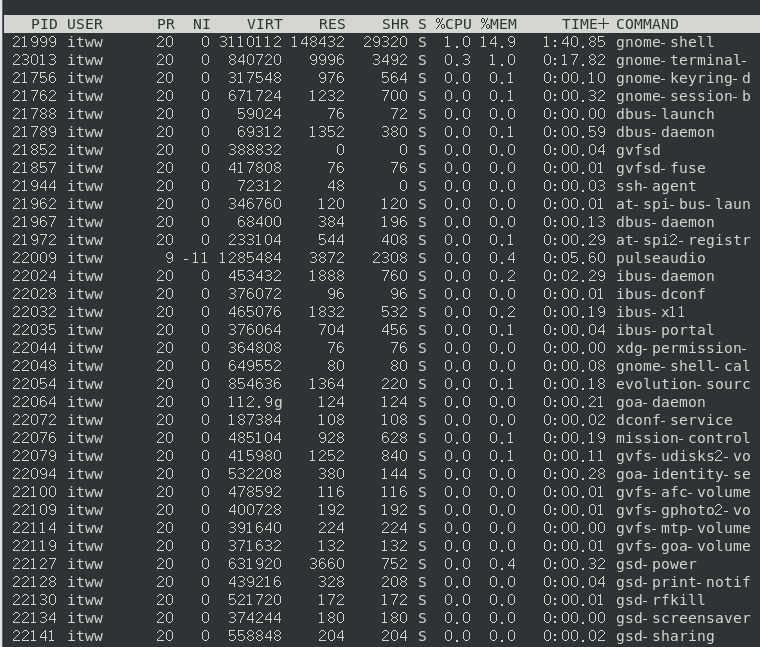 PID USER PR NI VIRT RES SHR S %CPU %MEM TIME+ COMMAND
21999 itww 20 0 3110112 148432 29320 S 1.0 14.9 1:40.85 gnome-shell
23013 itww 20 0 840720 9996 3492 S 0.3 1.0 0:17.82 gnome-terminal-
21756 itww 20 0 317548 976 564 S 0.0 0.1 0:00.10 gnome-keyring-d
21762 itww 20 0 671724 1232 700 S 0.0 0.1 0:00.32 gnome-session-b
21788 itww 20 0 59024 76 72 S 0.0 0.0 0:00.00 dbus-launch
21789 itww 20 0 69312 1352 380 S 0.0 0.1 0:00.59 dbus-daemon
21852 itww 20 0 388832 0 0 S 0.0 0.0 0:00.04 gvfsd
21857 itww 20 0 417808 76 76 S 0.0 0.0 0:00.01 gvfsd-fuse
21944 itww 20 0 72312 48 0 S 0.0 0.0 0:00.03 ssh-agent
21962 itww 20 0 346760 120 120 S 0.0 0.0 0:00.01 at-spi-bus-laun
21967 itww 20 0 68400 384 196 S 0.0 0.0 0:00.13 dbus-daemon
21972 itww 20 0 233104 544 408 S 0.0 0.1 0:00.29 at-spi2-registr
22009 itww 9 -11 1285484 3872 2308 S 0.0 0.4 0:05.60 pulseaudio
22024 itww 20 0 453432 1888 760 S 0.0 0.2 0:02.29 ibus-daemon
22028 itww 20 0 376072 96 96 S 0.0 0.0 0:00.01 ibus-dconf
22032 itww 20 0 465076 1832 532 S 0.0 0.2 0:00.19 ibus-x11
22035 itww 20 0 376064 704 456 S 0.0 0.1 0:00.04 ibus-portal
22044 itww 20 0 364808 76 76 S 0.0 0.0 0:00.00 xdg-permission-
22048 itww 20 0 649552 80 80 S 0.0 0.0 0:00.08 gnome-shell-cal
22054 itww 20 0 854636 1364 220 S 0.0 0.1 0:00.18 evolution-sourc
22064 itww 20 0 112.9g 124 124 S 0.0 0.0 0:00.21 goa-daemon
22072 itww 20 0 187384 108 108 S 0.0 0.0 0:00.02 dconf-service
22076 itww 20 0 485104 928 628 S 0.0 0.1 0:00.19 mission-control
22079 itww 20 0 415980 1252 840 S 0.0 0.1 0:00.11 gvfs-udisks2-vo
22094 itww 20 0 532208 380 144 S 0.0 0.0 0:00.28 goa-identity-se
22100 itww 20 0 478592 116 116 S 0.0 0.0 0:00.01 gvfs-afc-volume
22109 itww 20 0 400728 192 192 S 0.0 0.0 0:00.01 gvfs-gphoto2-vo
22114 itww 20 0 391640 224 224 S 0.0 0.0 0:00.00 gvfs-mtp-volume
22119 itww 20 0 371632 132 132 S 0.0 0.0 0:00.01 gvfs-goa-volume
22127 itww 20 0 631920 3660 752 S 0.0 0.4 0:00.32 gsd-power
22128 itww 20 0 439216 328 208 S 0.0 0.0 0:00.04 gsd-print-notif
22130 itww 20 0 521720 172 172 S 0.0 0.0 0:00.01 gsd-rfkill
22134 itww 20 0 374244 180 180 S 0.0 0.0 0:00.00 gsd-screensaver
22141 itww 20 0 558848 204 204 S 0.0 0.0 0:00.02 gsd-sharing